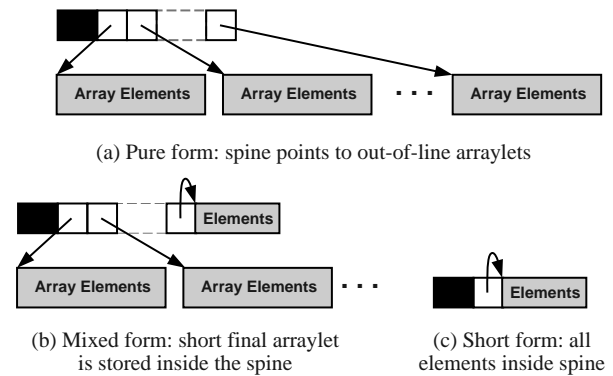 Array Elements Array Elements . . . Array Elements
(a) Pure form: spine points to out-of-line arraylets
Elements
Array Elements Array Elements . . .
Elements
(b) Mixed form: short final arraylet
is stored inside the spine
(c) Short form: all
elements inside spine